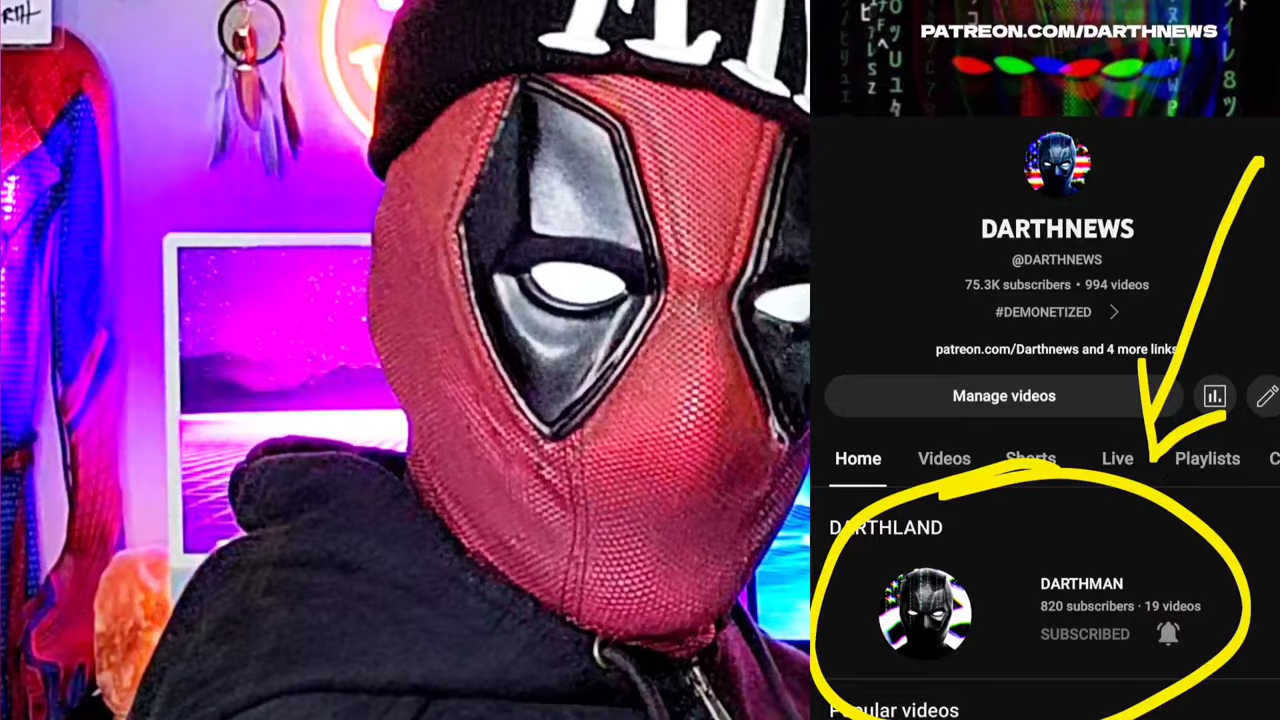 PATREON.COM/DARTHNEWS
DARTHNEWS
@DARTHNEWS
75.3K subscribers • 994 videos
#DEMONETIZED
patreon.com/Darthnews and 4 more links
Manage videos
Home Videos Shorts Live Playlists
DARTHLAND
DARTHMAN
820 subscribers · 19 videos
SUBSCRIBED
Popular videos